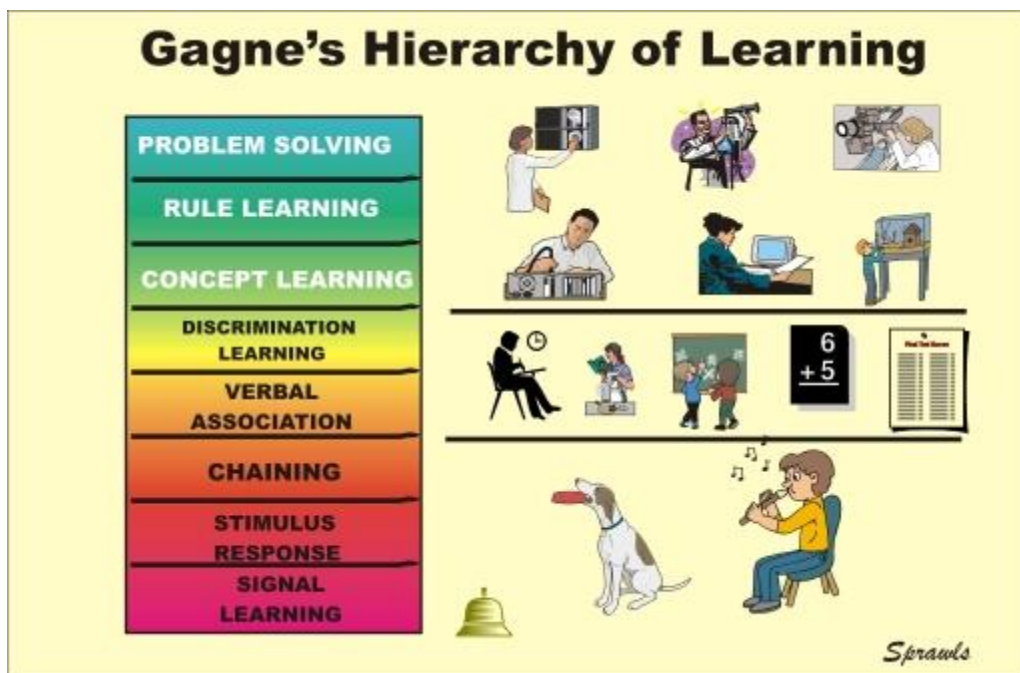 Gagne's Hierarchy of Learning
PROBLEM SOLVING
RULE LEARNING
CONCEPT LEARNING
DISCRIMINATION
LEARNING
VERBAL
ASSOCIATION
CHAINING
STIMULUS
RESPONSE
SIGNAL
LEARNING
6
+5
Sprawls